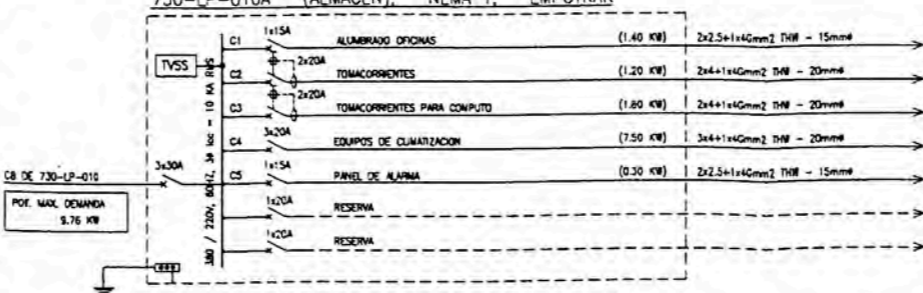 730-LP-010A (ALMACEN), NEMA 1, EMPOTRAR
C1 1x15A ALUMBRADO OFICINAS (1.40 KW) 2x2.5+1x4Gmm2 THW - 15mmø
TVSS
2x20A
C2 TOMACORRIENTES (1.20 KW) 2x4+1x4Gmm2 THW - 20mmø
2x20A
C3 TOMACORRIENTES PARA COMPUTO (1.80 KW) 2x4+1x4Gmm2 THW - 20mmø
C4 3x20A EQUIPOS DE CLIMATIZACION (7.50 KW) 3x4+1x4Gmm2 THW - 20mmø
C5 1x15A PANEL DE ALARMA (0.30 KW) 2x2.5+1x4Gmm2 THW - 15mmø
1x20A RESERVA
1x20A RESERVA
380 / 220V, 60HZ, 3ø kcc = 10 KA RMS
C8 DE 730-LP-010
3x30A
POT. MAX. DEMANDA
9.76 KW